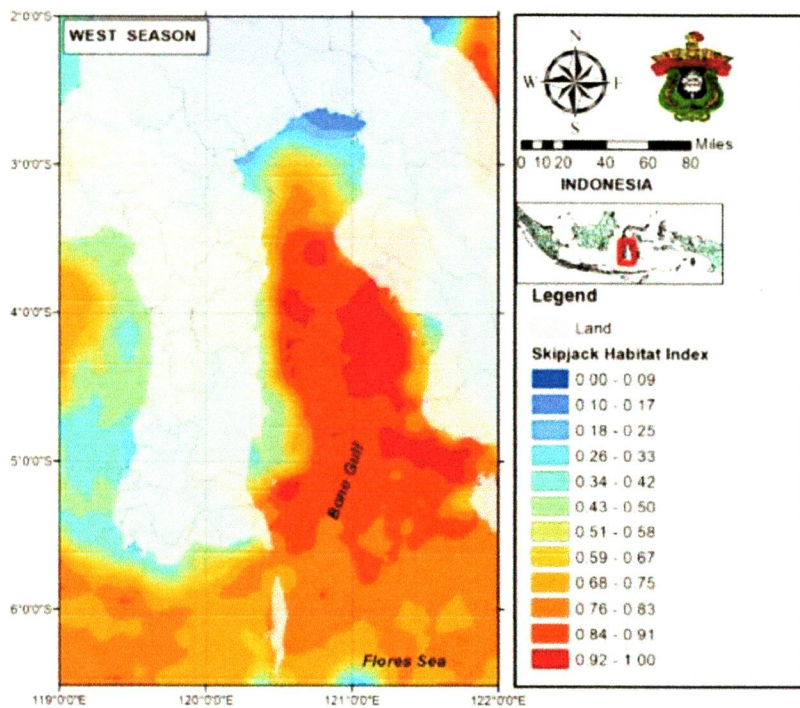 WEST SEASON
2°0'0"S
3°0'0"S
4°0'0"S
5°0'0"S
6°0'0"S
119°0'0"E
120°0'0"E
121°0'0"E
122°0'0"E
Bone Gulf
Flores Sea
N
W
E
S
Miles
0 10 20 40 60 80
INDONESIA
Legend
Land
Skipjack Habitat Index
0.00 - 0.09
0.10 - 0.17
0.18 - 0.25
0.26 - 0.33
0.34 - 0.42
0.43 - 0.50
0.51 - 0.58
0.59 - 0.67
0.68 - 0.75
0.76 - 0.83
0.84 - 0.91
0.92 - 1.00